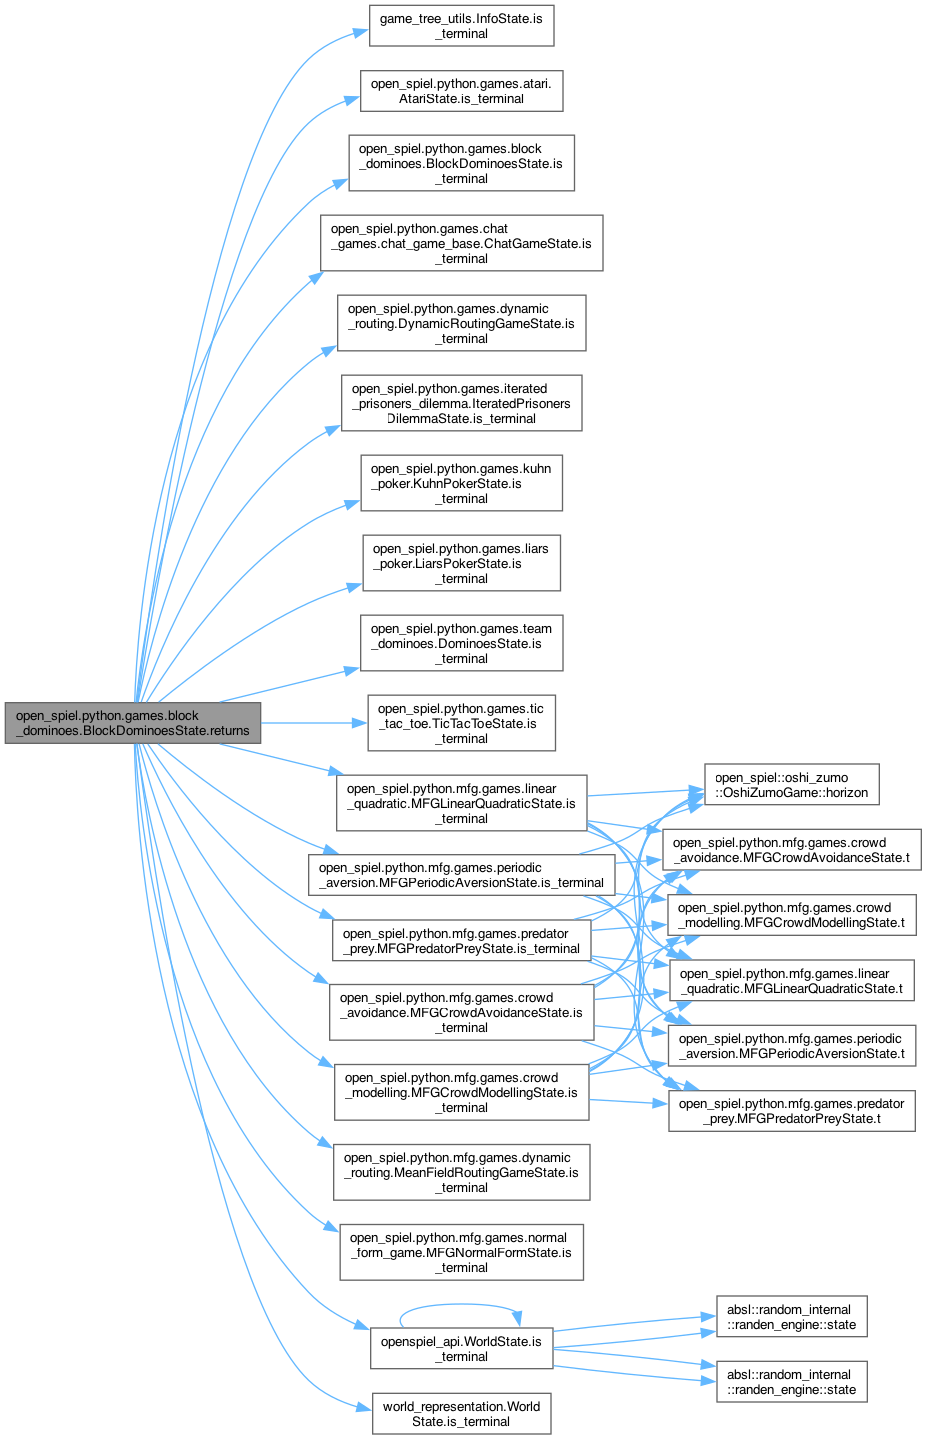 game_tree_utils.InfoState.is
_terminal
open_spiel.python.games.atari.
AtariState.is_terminal
open_spiel.python.games.block
_dominoes.BlockDominoesState.is
_terminal
open_spiel.python.games.chat
_games.chat_game_base.ChatGameState.is
_terminal
open_spiel.python.games.dynamic
_routing.DynamicRoutingGameState.is
_terminal
open_spiel.python.games.iterated
_prisoners_dilemma.IteratedPrisoners
DilemmaState.is_terminal
open_spiel.python.games.kuhn
_poker.KuhnPokerState.is
_terminal
open_spiel.python.games.liars
_poker.LiarsPokerState.is
_terminal
open_spiel.python.games.team
_dominoes.DominoesState.is
_terminal
open_spiel.python.games.block
_dominoes.BlockDominoesState.returns
open_spiel.python.games.tic
_tac_toe.TicTacToeState.is
_terminal
open_spiel.python.mfg.games.linear
_quadratic.MFGLinearQuadraticState.is
_terminal
open_spiel.python.mfg.games.periodic
_aversion.MFGPeriodicAversionState.is_terminal
open_spiel.python.mfg.games.predator
_prey.MFGPredatorPreyState.is_terminal
open_spiel.python.mfg.games.crowd
_avoidance.MFGCrowdAvoidanceState.is
_terminal
open_spiel.python.mfg.games.crowd
_modelling.MFGCrowdModellingState.is
_terminal
open_spiel.python.mfg.games.dynamic
_routing.MeanFieldRoutingGameState.is
_terminal
open_spiel.python.mfg.games.normal
_form_game.MFGNormalFormState.is
_terminal
openspiel_api.WorldState.is
_terminal
world_representation.World
State.is_terminal
open_spiel::oshi_zumo
::OshiZumoGame::horizon
open_spiel.python.mfg.games.crowd
_avoidance.MFGCrowdAvoidanceState.t
open_spiel.python.mfg.games.crowd
_modelling.MFGCrowdModellingState.t
open_spiel.python.mfg.games.linear
_quadratic.MFGLinearQuadraticState.t
open_spiel.python.mfg.games.periodic
_aversion.MFGPeriodicAversionState.t
open_spiel.python.mfg.games.predator
_prey.MFGPredatorPreyState.t
absl::random_internal
::randen_engine::state
absl::random_internal
::randen_engine::state